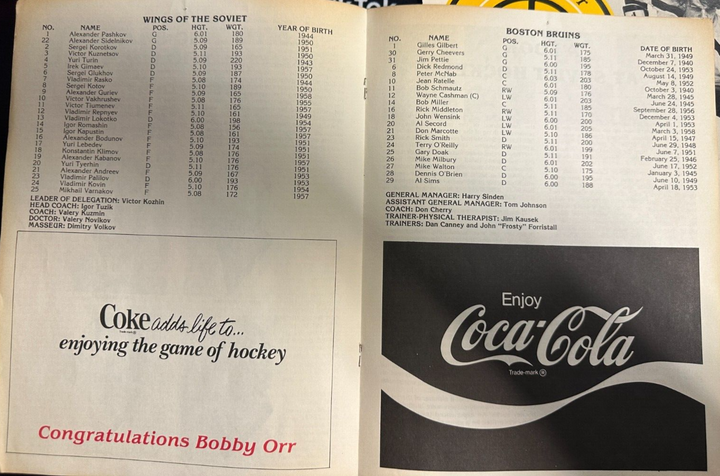 WINGS OF THE SOVIET
NO. NAME POS. HGT. WGT. YEAR OF BIRTH
1 Alexander Pashkov G 6.01 180 1944
22 Alexander Sidelnikov G 5.09 189 1950
2 Sergei Korotkov D 5.09 165 1951
3 Victor Kuznetsov D 5.11 193 1950
4 Yuri Turin D 5.09 220 1943
5 Irek Gimaev D 5.10 193 1957
6 Sergei Glukhov D 5.09 187 1950
7 Vladimir Rasko F 5.08 174 1944
8 Sergei Kotov F 5.10 189 1950
9 Alexander Guriev F 5.09 165 1958
10 Victor Vakhrushev F 5.08 176 1955
11 Victor Tiumenev F 5.11 165 1957
12 Vladimir Repnyev F 5.10 161
13 Vladimir Lokotko D 6.00 198 1949
14 Igor Romashin F 5.08 156
15 Igor Kapustin F 5.08 161
16 Alexander Bodunov F 5.10 193 1951
17 Yuri Lebedev F 5.09 174 1951
18 Konstantin Klimov F 5.08 176 1951
19 Alexander Kabanov F 5.10 176
20 Yuri Tyerhin D 5.11 176
21 Alexander Andreev F 5.09 167 1957
23 Vladimir Palilov D 6.00 193 1953
24 Vladimir Kovin F 5.10 176 1954
25 Mikhail Varnakov F 5.08 172 1957
LEADER OF DELEGATION: Victor Kozhin
HEAD COACH: Igor Tuzik
COACH: Valery Kuzmin
DOCTOR: Valery Novikov
MASSEUR: Dimitry Volkov
Coke adds life to...
enjoying the game of hockey
Congratulations Bobby Orr
BOSTON BRUINS
NO. NAME POS. HGT. WGT. DATE OF BIRTH
1 Gilles Gilbert G 6.01 175 March 31, 1949
30 Gerry Cheevers G 5.11 185 December 7, 1940
31 Jim Pettie G 6.00 195 October 24, 1953
6 Dick Redmond D 5.11 178 August 14, 1949
8 Peter McNab C 6.03 203 May 8, 1952
10 Jean Ratelle C 6.01 180 October 3, 1940
11 Bob Schmautz RW 5.09 176 March 28, 1945
12 Wayne Cashman (C) LW 6.01 203 June 24, 1945
14 Bob Miller C 5.11 185 September 28, 1956
16 Rick Middleton RW 5.11 170 December 4, 1953
18 John Wensink LW 6.00 200 April 1, 1953
20 Al Secord LW 6.01 205 March 3, 1958
21 Don Marcotte LW 5.10 186 April 15, 1947
23 Rick Smith D 5.11 200 June 29, 1948
24 Terry O'Reilly RW 6.01 199 June 7, 1951
25 Gary Doak D 5.11 191 February 25, 1946
26 Mike Milbury D 6.01 202 June 17, 1952
27 Mike Walton C 5.10 175 January 3, 1945
28 Dennis O'Brien D 6.00 195 June 10, 1949
29 Al Sims D 6.00 188 April 18, 1953
GENERAL MANAGER: Harry Sinden
ASSISTANT GENERAL MANAGER: Tom Johnson
COACH: Don Cherry
TRAINER-PHYSICAL THERAPIST: Jim Kausek
TRAINERS: Dan Canney and John "Frosty" Forristall
Enjoy
Coca-Cola
Trade-mark ®